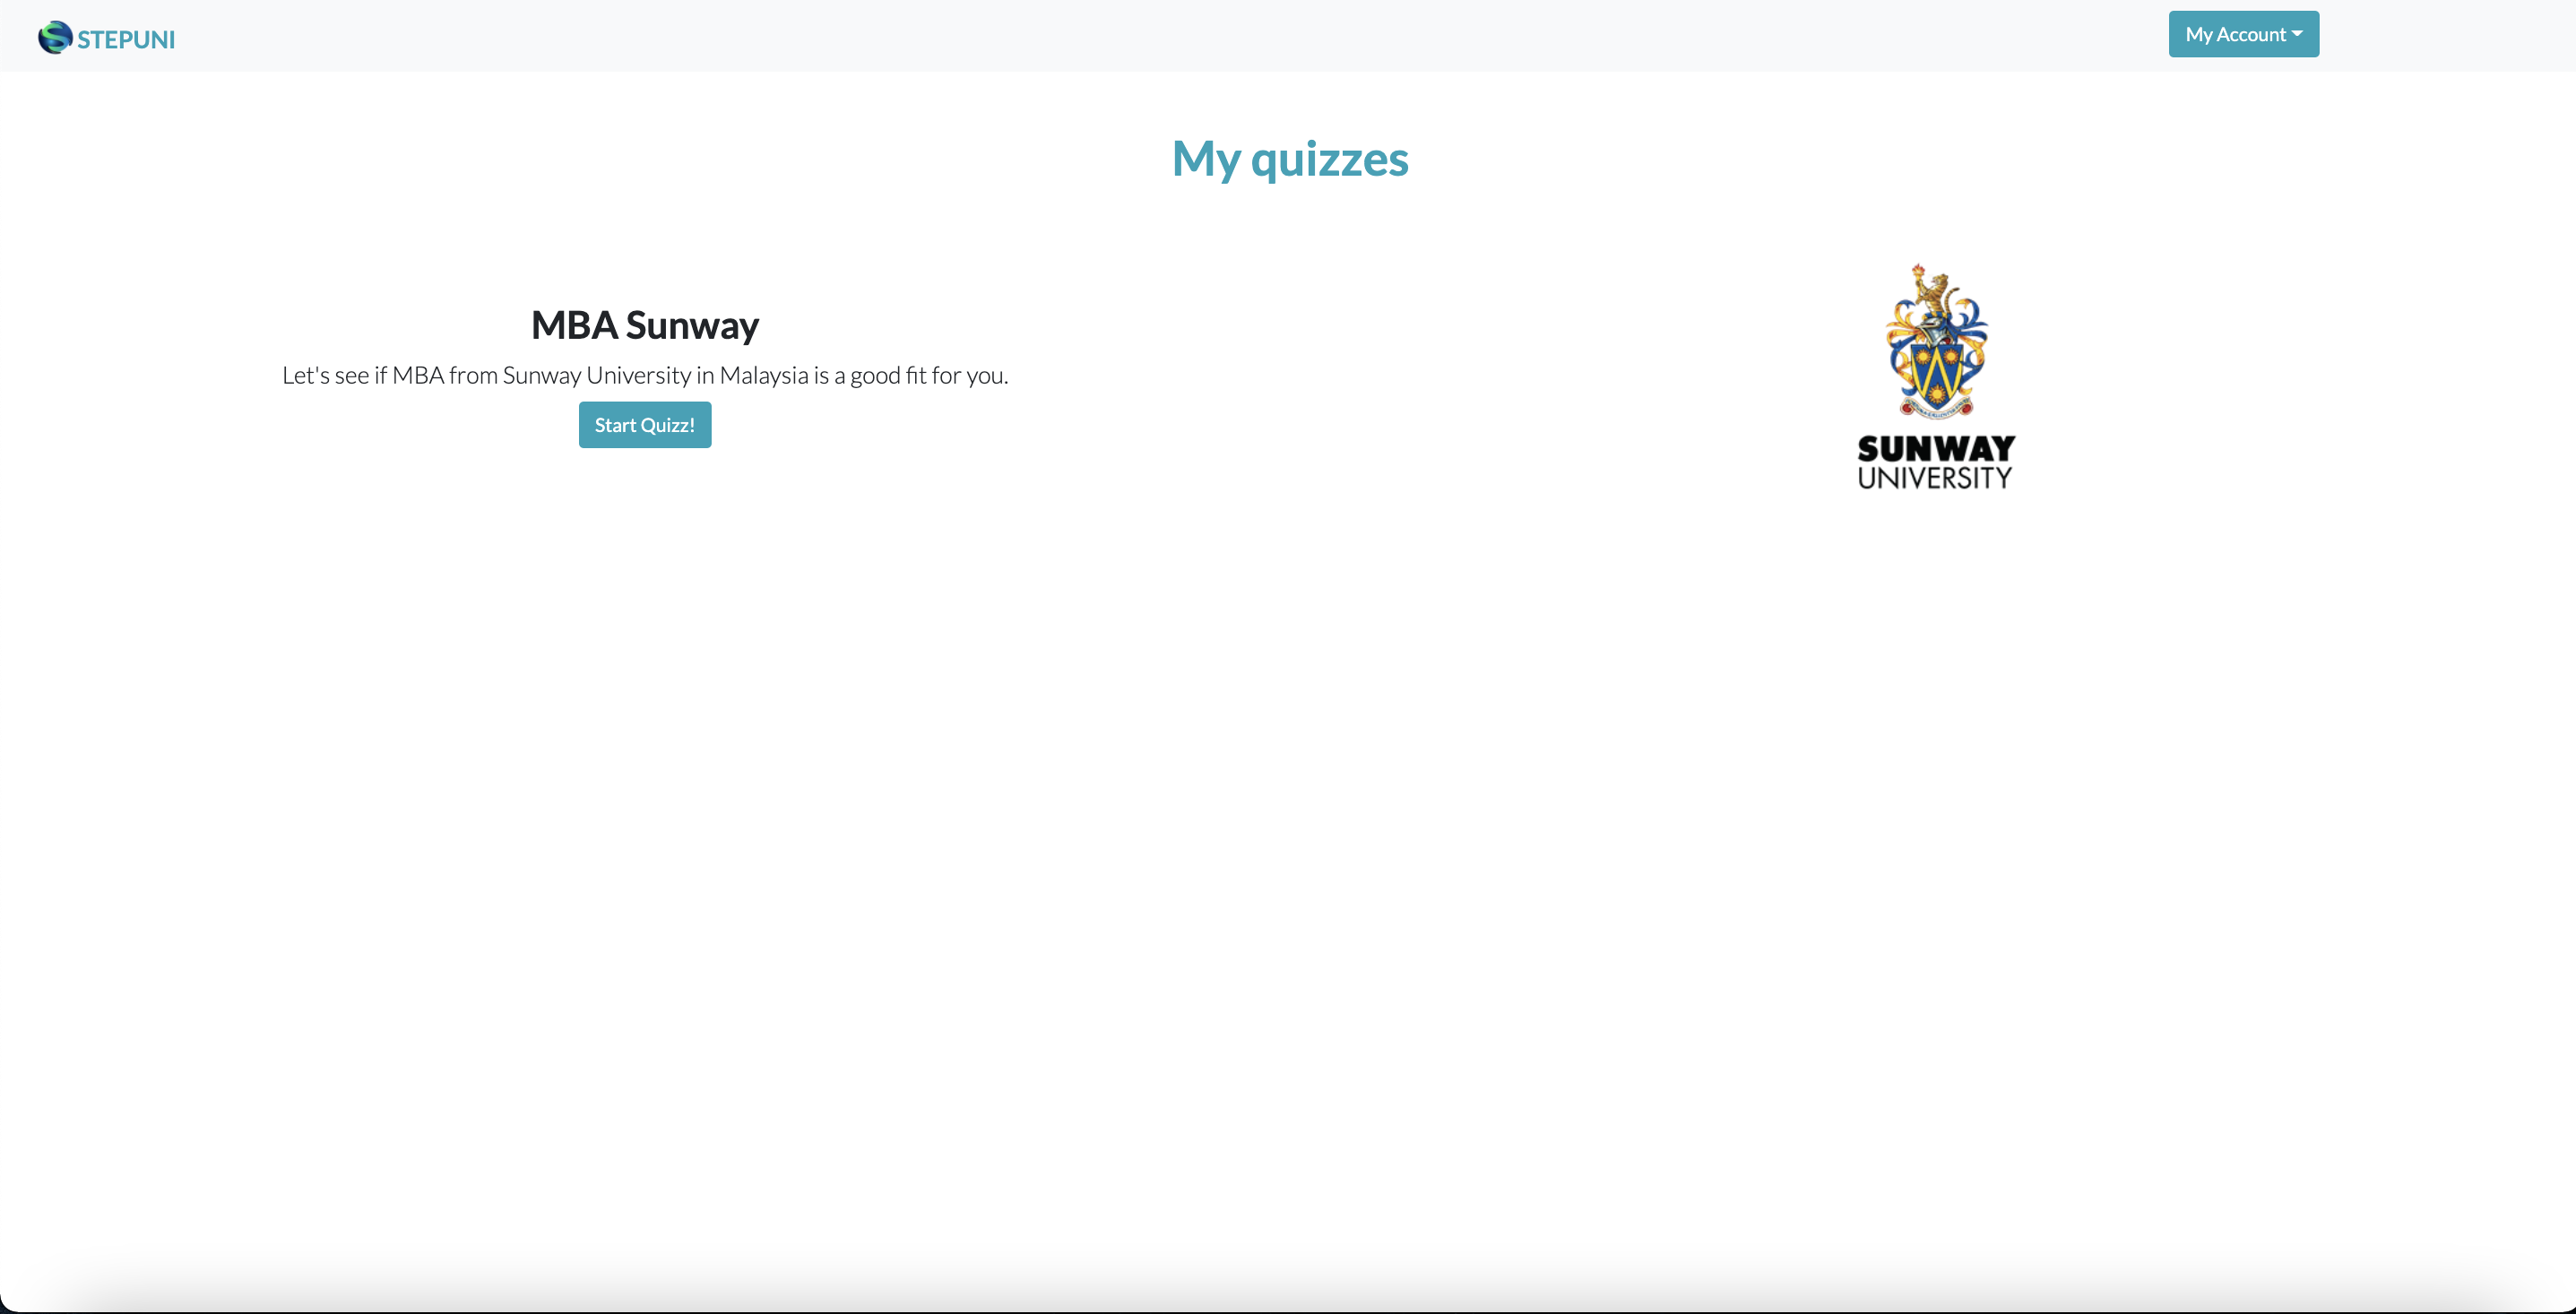 STEPUNI
My Account
My quizzes
MBA Sunway
Let's see if MBA from Sunway University in Malaysia is a good fit for you.
Start Quizz!
SUNWAY
UNIVERSITY